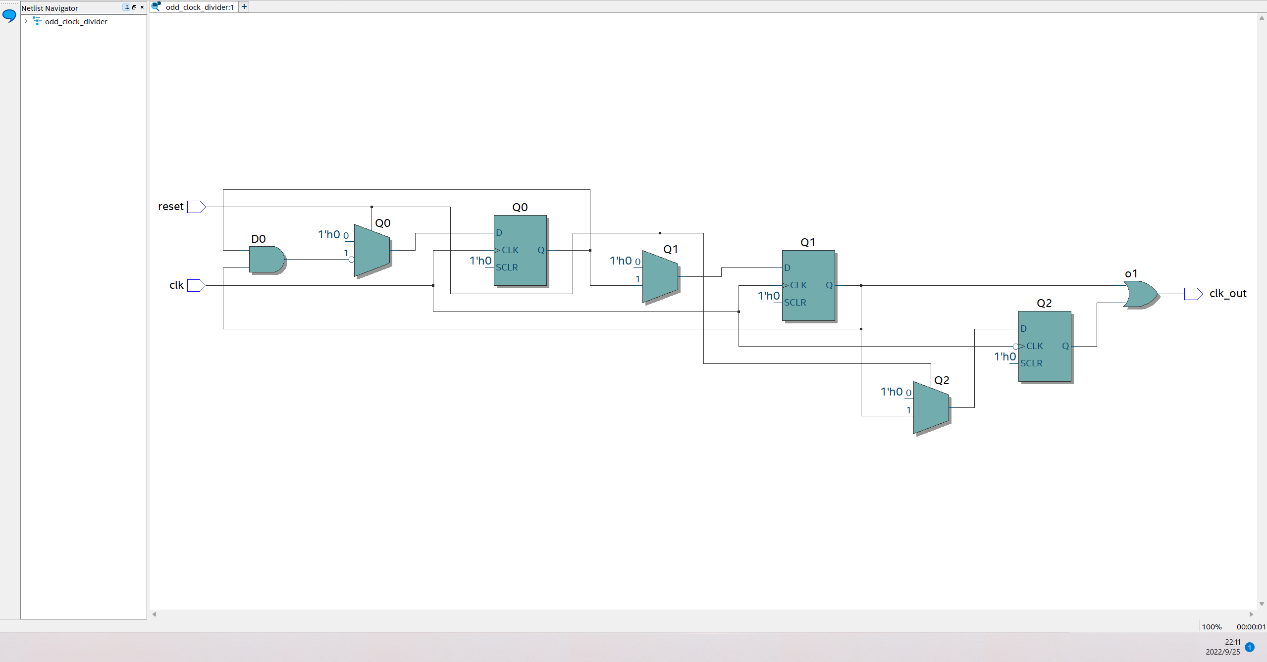 Netlist Navigator
odd_clock_divider
odd_clock_divider:1
reset
clk
D0
1'h0 0
1
Q0
Q0
D
>CLK Q
1'h0
SCLR
1'h0 0
1
Q1
Q1
D
>CLK Q
1'h0
SCLR
1'h0 0
1
Q2
Q2
D
>CLK Q
1'h0
SCLR
o1
clk_out
100% 00:00:01
22:11
2022/9/25
1